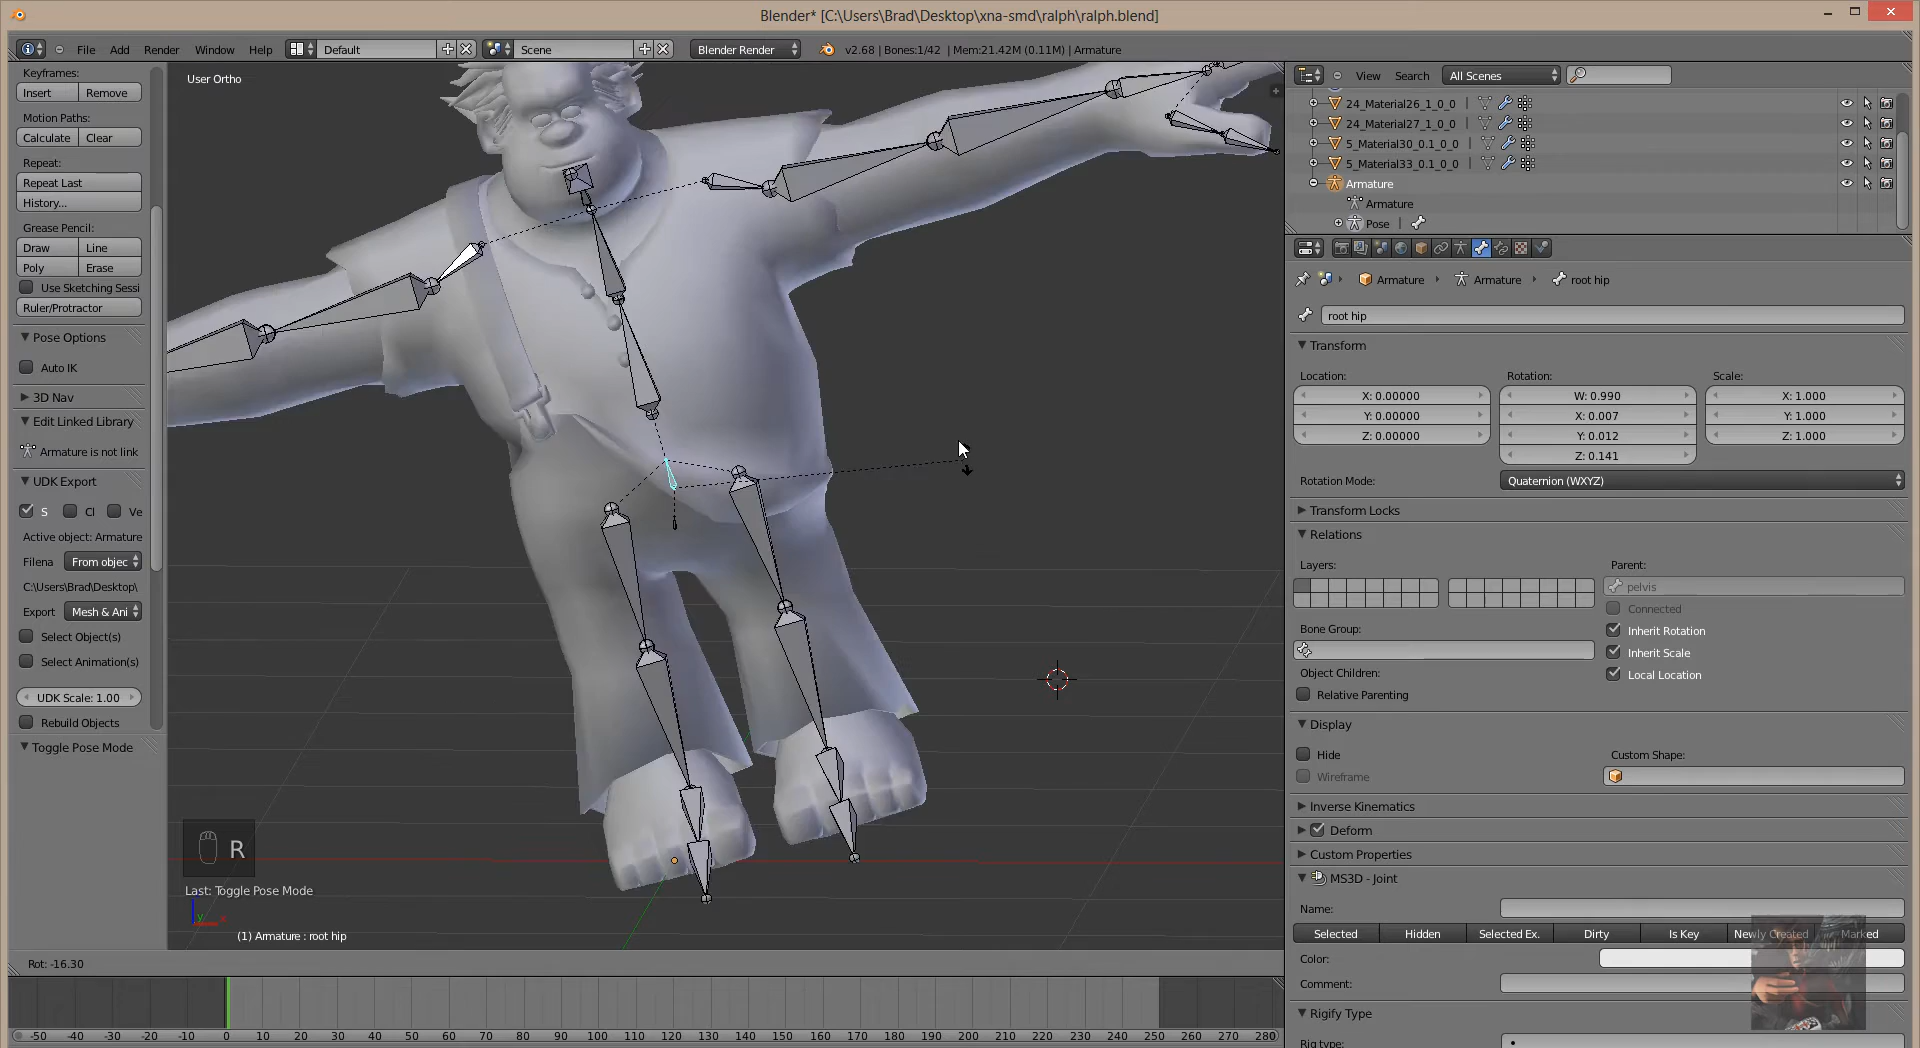 Blender* [C:\Users\Brad\Desktop\xna-smd\ralph\ralph.blend]
File Add Render Window Help Default Scene Blender Render v2.68 | Bones:1/42 | Mem:21.42M (0.11M) | Armature
Keyframes:
Insert Remove
Motion Paths:
Calculate Clear
Repeat:
Repeat Last
History...
Grease Pencil:
Draw Line
Poly Erase
Use Sketching Sessi
Ruler/Protractor
Pose Options
Auto IK
3D Nav
Edit Linked Library
Armature is not link
UDK Export
S Cl Ve
Active object: Armature
Filena From objec
C:\Users\Brad\Desktop\
Export Mesh & Ani
Select Object(s)
Select Animation(s)
UDK Scale: 1.00
Rebuild Objects
Toggle Pose Mode
User Ortho
R
Last: Toggle Pose Mode
y x
(1) Armature : root hip
Rot: -16.30
-50 -40 -30 -20 -10 0 10 20 30 40 50 60 70 80 90 100 110 120 130 140 150 160 170 180 190 200 210 220 230 240 250 260 270 280
View Search All Scenes
24_Material26_1_0_0
24_Material27_1_0_0
5_Material30_0.1_0_0
5_Material33_0.1_0_0
Armature
Armature
Pose
Armature Armature root hip
root hip
Transform
Location: Rotation: Scale:
X: 0.00000 W: 0.990 X: 1.000
Y: 0.00000 X: 0.007 Y: 1.000
Z: 0.00000 Y: 0.012 Z: 1.000
Z: 0.141
Rotation Mode: Quaternion (WXYZ)
Transform Locks
Relations
Layers: Parent:
pelvis
Connected
Bone Group: Inherit Rotation
Inherit Scale
Object Children: Local Location
Relative Parenting
Display
Hide Custom Shape:
Wireframe
Inverse Kinematics
Deform
Custom Properties
MS3D - Joint
Name:
Selected Hidden Selected Ex. Dirty Is Key Newly Created Marked
Color:
Comment:
Rigify Type
Rig type: